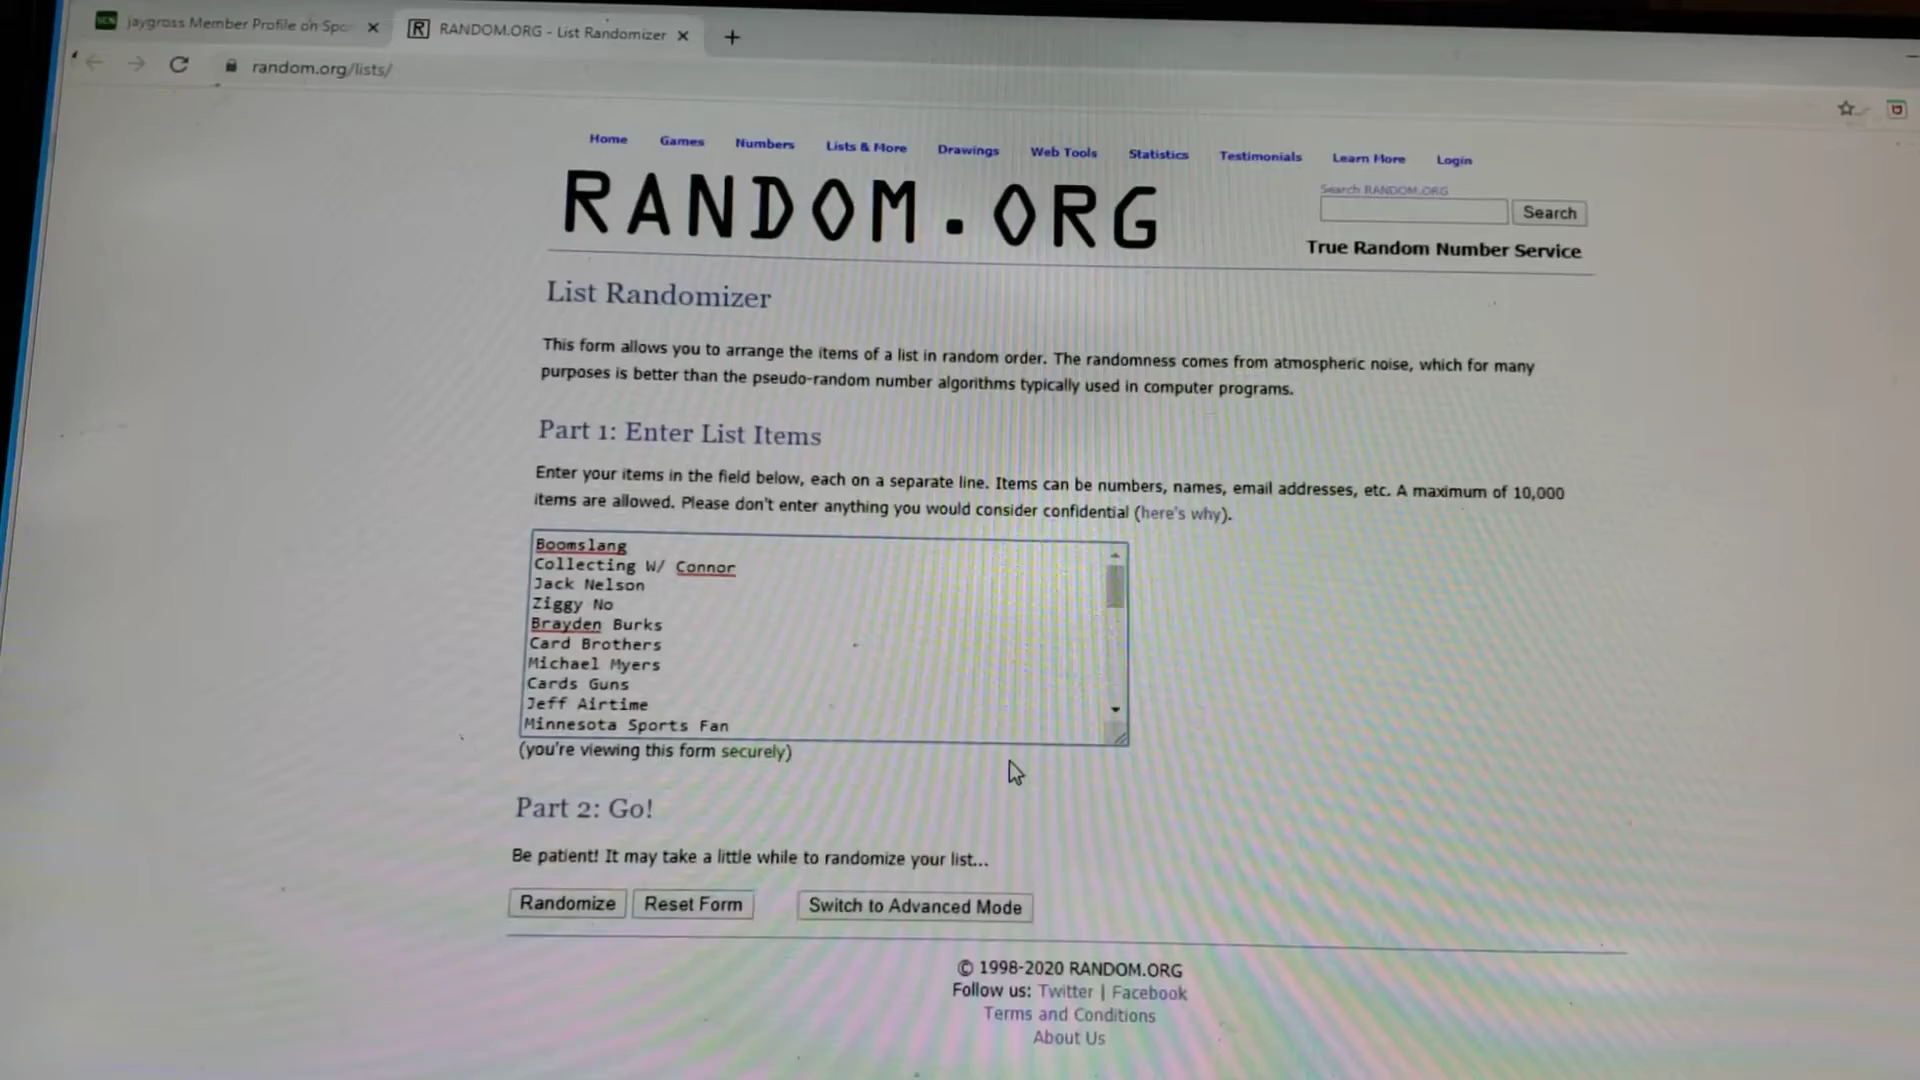 jaygross Member Profile on Spo
RANDOM.ORG - List Randomizer
random.org/lists/
Home Games Numbers Lists & More Drawings Web Tools Statistics Testimonials Learn More Login
RANDOM.ORG
Search RANDOM.ORG
Search
True Random Number Service
List Randomizer
This form allows you to arrange the items of a list in random order. The randomness comes from atmospheric noise, which for many
purposes is better than the pseudo-random number algorithms typically used in computer programs.
Part 1: Enter List Items
Enter your items in the field below, each on a separate line. Items can be numbers, names, email addresses, etc. A maximum of 10,000
items are allowed. Please don't enter anything you would consider confidential (here's why).
Boomslang
Collecting W/ Connor
Jack Nelson
Ziggy No
Brayden Burks
Card Brothers
Michael Myers
Cards Guns
Jeff Airtime
Minnesota Sports Fan
(you're viewing this form securely)
Part 2: Go!
Be patient! It may take a little while to randomize your list...
Randomize Reset Form Switch to Advanced Mode
© 1998-2020 RANDOM.ORG
Follow us: Twitter | Facebook
Terms and Conditions
About Us